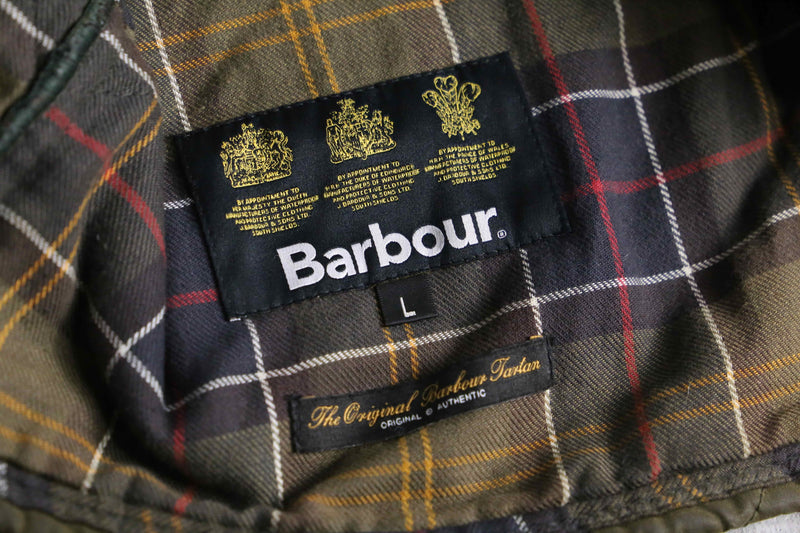 BY APPOINTMENT TO
HER MAJESTY THE QUEEN
MANUFACTURERS OF WATERPROOF
AND PROTECTIVE CLOTHING
J. BARBOUR & SONS LTD.
SOUTH SHIELDS
BY APPOINTMENT TO
H.R.H. THE DUKE OF EDINBURGH
MANUFACTURERS OF WATERPROOF
AND PROTECTIVE CLOTHING
J. BARBOUR & SONS LTD.
SOUTH SHIELDS
BY APPOINTMENT TO
H.R.H. THE PRINCE OF WALES
MANUFACTURERS OF WATERPROOF
AND PROTECTIVE CLOTHING
J. BARBOUR & SONS LTD
SOUTH SHIELDS
Barbour®
L
The Original Barbour Tartan
ORIGINAL © AUTHENTIC